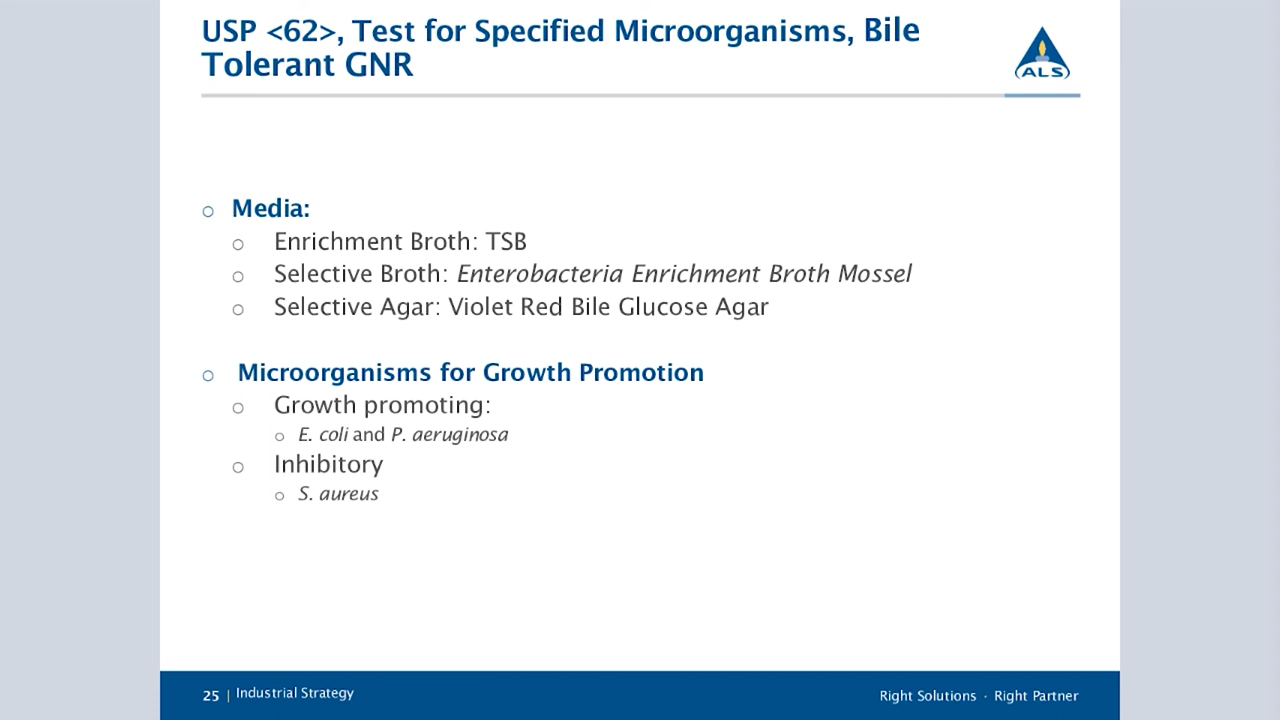 USP <62>, Test for Specified Microorganisms, Bile
Tolerant GNR
ALS
Media:
Enrichment Broth: TSB
Selective Broth: Enterobacteria Enrichment Broth Mossel
Selective Agar: Violet Red Bile Glucose Agar
Microorganisms for Growth Promotion
Growth promoting:
E. coli and P. aeruginosa
Inhibitory
S. aureus
25 | Industrial Strategy
Right Solutions · Right Partner